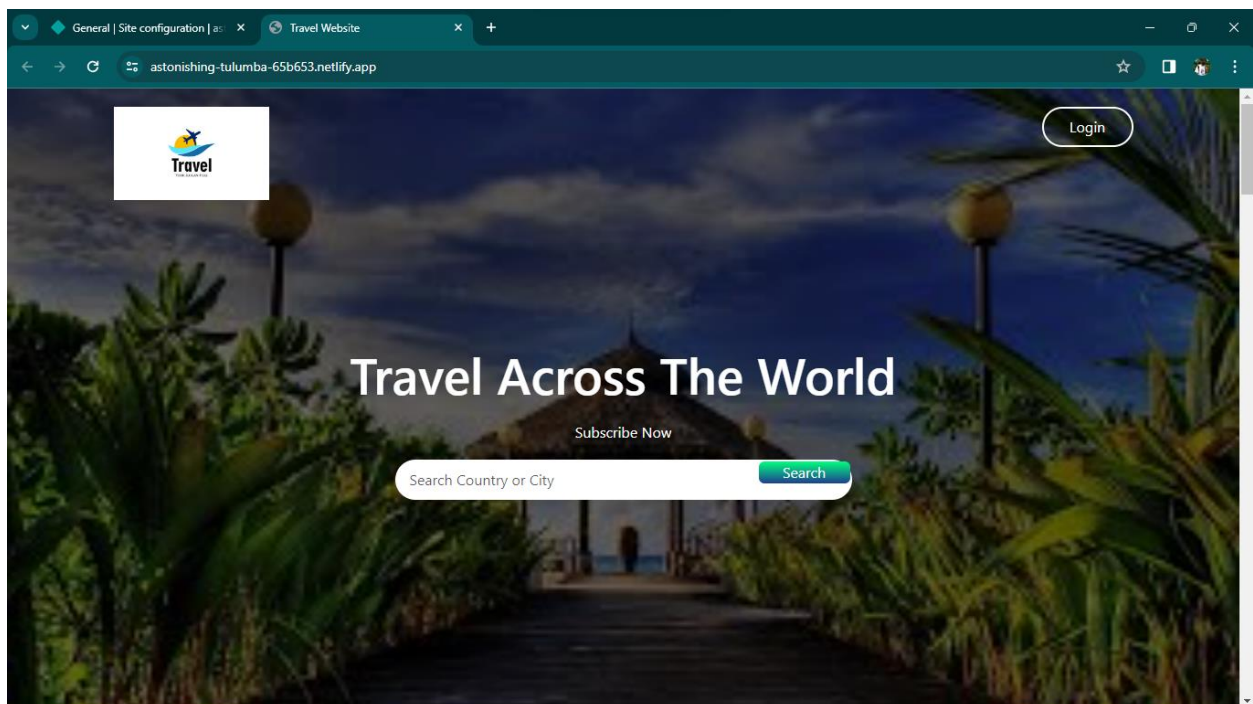 General | Site configuration | as
Travel Website
astonishing-tulumba-65b653.netlify.app
Travel
Login
Travel Across The World
Subscribe Now
Search Country or City
Search